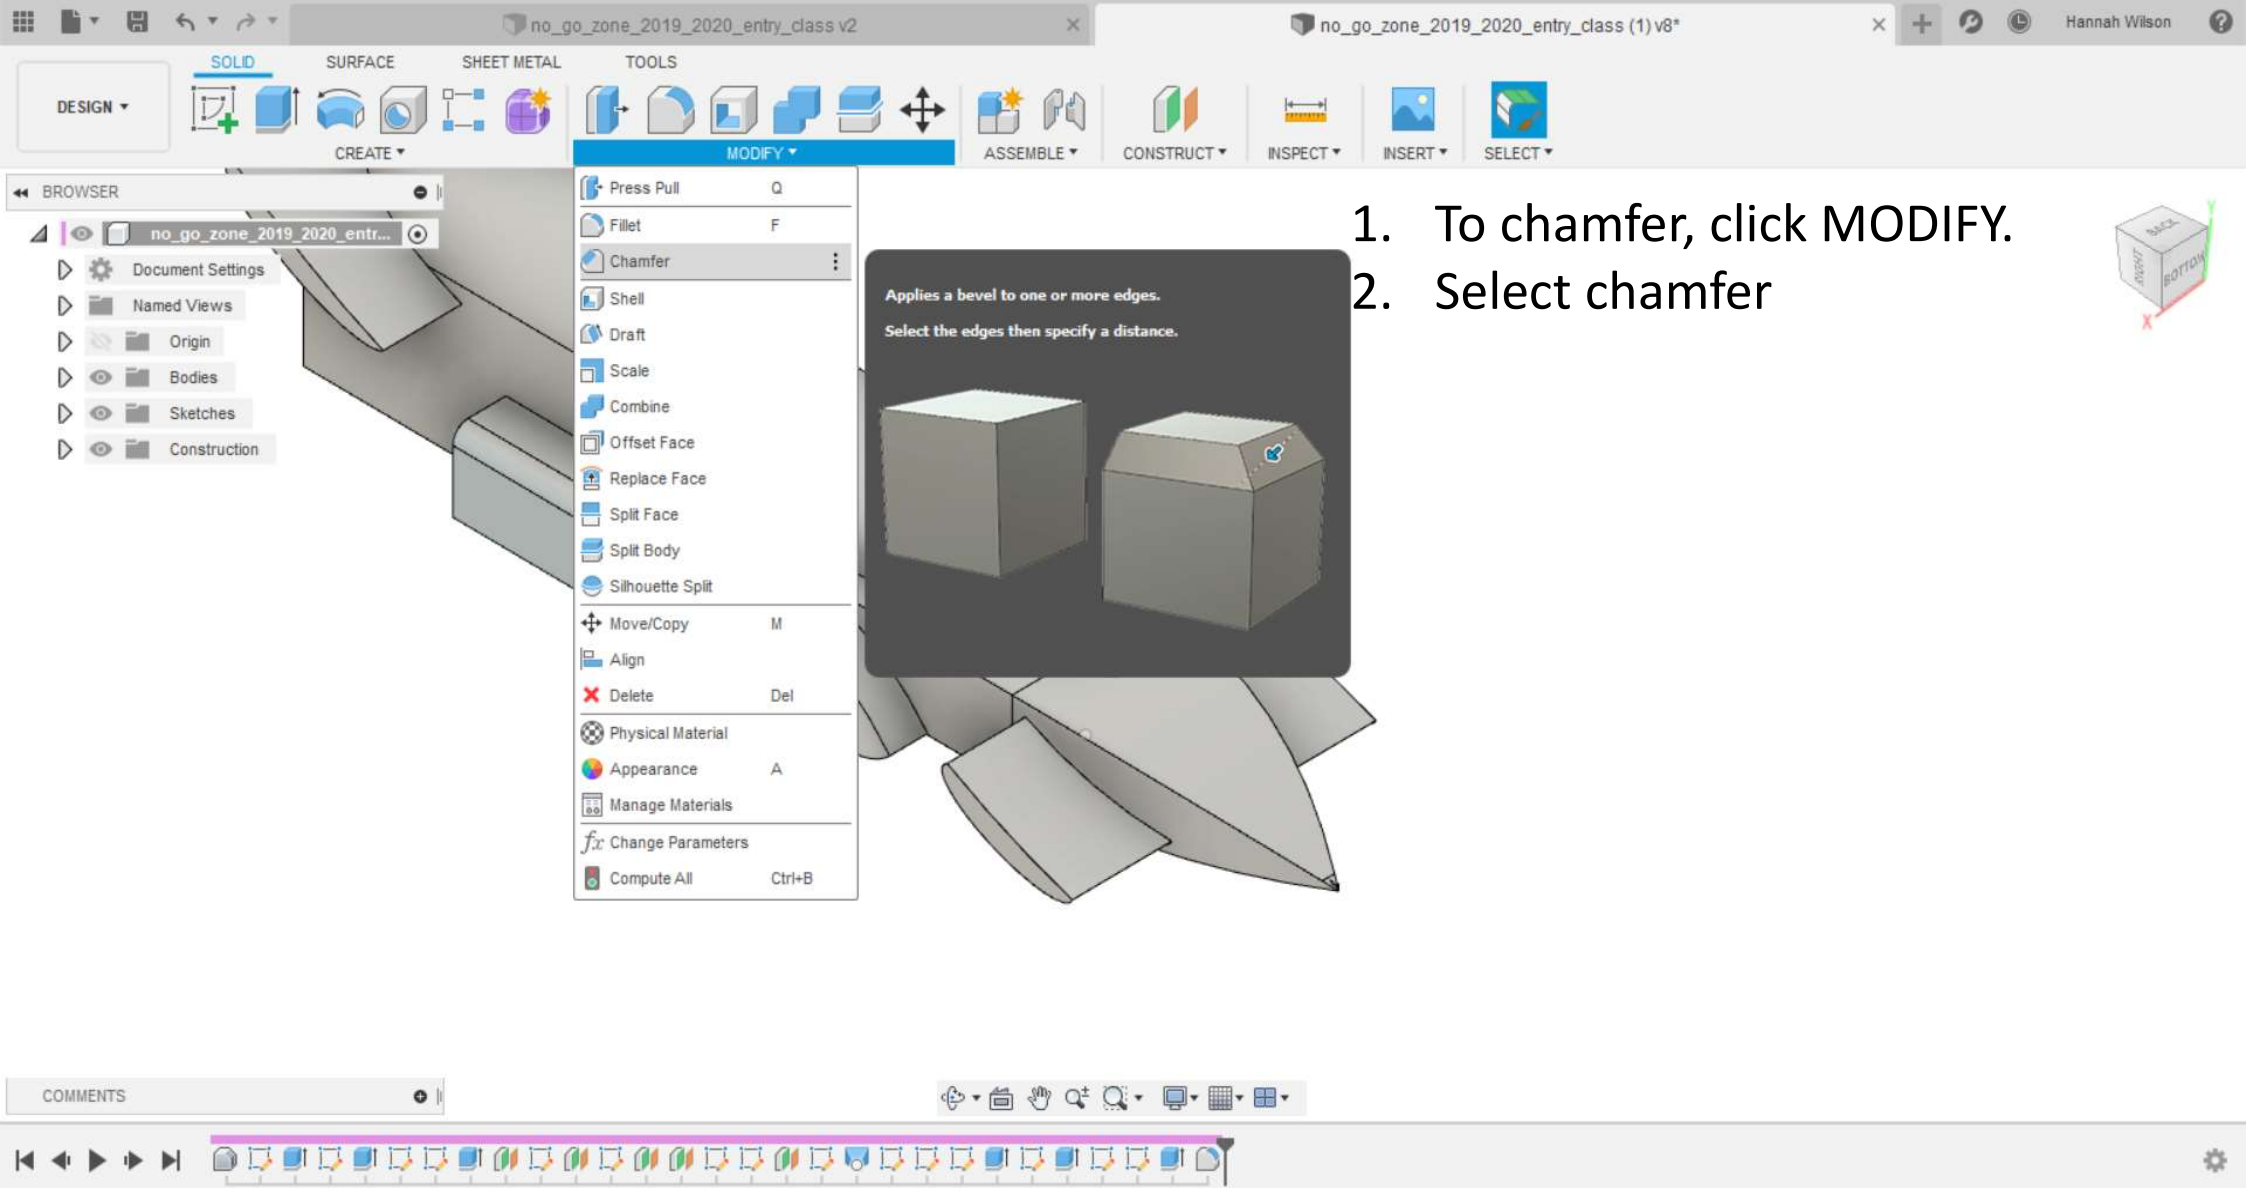 no_go_zone_2019_2020_entry_class v2
no_go_zone_2019_2020_entry_class (1) v8*
Hannah Wilson
SOLID SURFACE SHEET METAL TOOLS
DESIGN
CREATE MODIFY ASSEMBLE CONSTRUCT INSPECT INSERT SELECT
BROWSER
no_go_zone_2019_2020_entr...
Document Settings
Named Views
Origin
Bodies
Sketches
Construction
Press Pull Q
Fillet F
Chamfer
Shell
Draft
Scale
Combine
Offset Face
Replace Face
Split Face
Split Body
Silhouette Split
Move/Copy M
Align
Delete Del
Physical Material
Appearance A
Manage Materials
fx Change Parameters
Compute All Ctrl+B
Applies a bevel to one or more edges.
Select the edges then specify a distance.
1. To chamfer, click MODIFY.
2. Select chamfer
BACK
RIGHT
BOTTOM
Y
X
COMMENTS